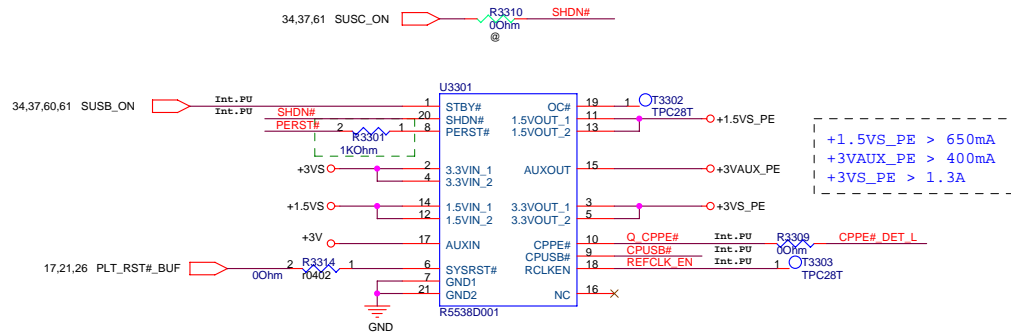 34,37,61 SUSC_ON
R3310
SHDN#
0Ohm
@
U3301
34,37,60,61 SUSB_ON
Int.PU
Int.PU
1 STBY#
OC# 19
1 T3302
TPC28T
SHDN#
20 SHDN#
1.5VOUT_1 11
+1.5VS_PE
PERST#
2 R3301 1
1KOhm
8 PERST#
1.5VOUT_2 13
+3VS
2 3.3VIN_1
4 3.3VIN_2
AUXOUT 15
+3VAUX_PE
+1.5VS
14 1.5VIN_1
12 1.5VIN_2
3.3VOUT_1 3
3.3VOUT_2 5
+3VS_PE
+3V
17 AUXIN
CPPE# 10
Q_CPPE#
Int.PU
R3309
0Ohm
CPPE#_DET_L
CPUSB# 9
CPUSB#
Int.PU
17,21,26 PLT_RST#_BUF
0Ohm
2 R3314 1
r0402
6 SYSRST#
RCLKEN 18
REFCLK_EN
Int.PU
1 T3303
TPC28T
7 GND1
21 GND2
NC 16
GND
R5538D001
+1.5VS_PE > 650mA
+3VAUX_PE > 400mA
+3VS_PE > 1.3A